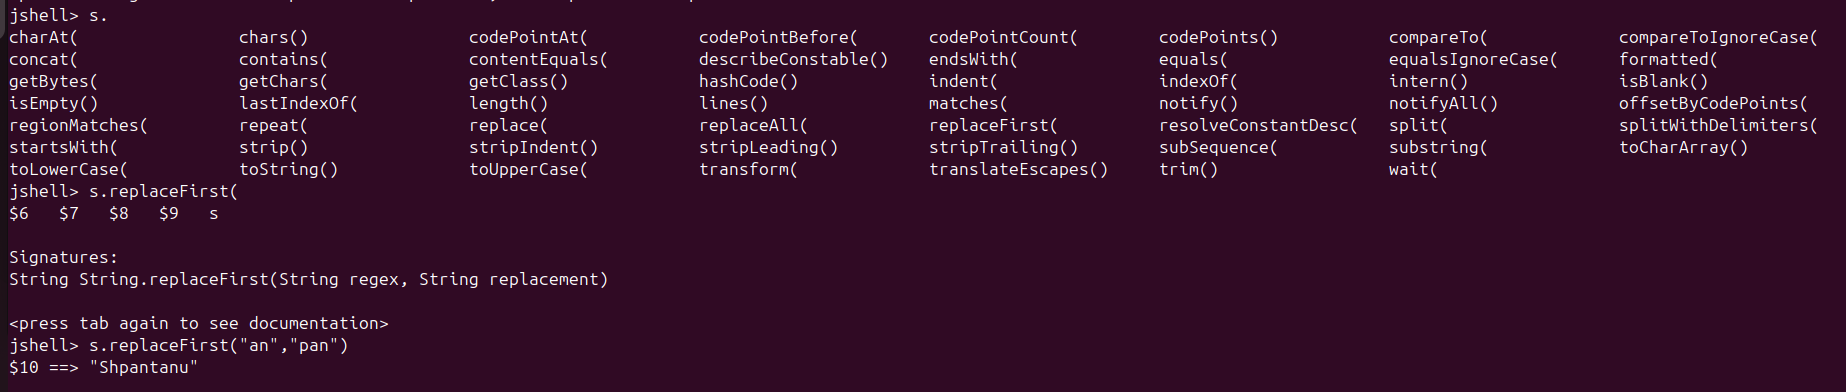 jshell> s.
charAt( chars() codePointAt( codePointBefore( codePointCount( codePoints() compareTo( compareToIgnoreCase(
concat( contains( contentEquals( describeConstable() endsWith( equals( equalsIgnoreCase( formatted(
getBytes( getChars( getClass() hashCode() indent( indexOf( intern() isBlank()
isEmpty() lastIndexOf( length() lines() matches( notify() notifyAll() offsetByCodePoints(
regionMatches( repeat( replace( replaceAll( replaceFirst( resolveConstantDesc( split( splitWithDelimiters(
startsWith( strip() stripIndent() stripLeading() stripTrailing() subSequence( substring( toCharArray()
toLowerCase( toString() toUpperCase( transform( translateEscapes() trim() wait(
jshell> s.replaceFirst(
$6 $7 $8 $9 s
Signatures:
String String.replaceFirst(String regex, String replacement)
<press tab again to see documentation>
jshell> s.replaceFirst("an","pan")
$10 ==> "Shpantanu"